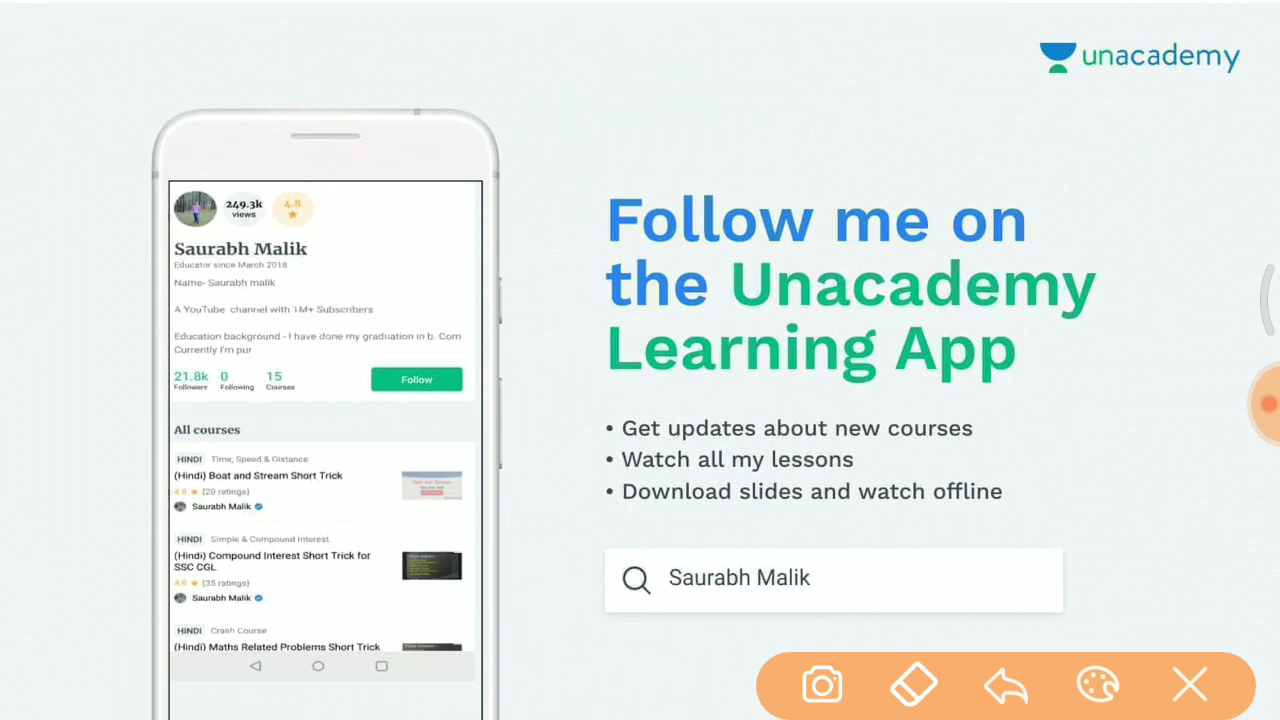 unacademy
249.3k
views
4.8
Saurabh Malik
Educator since March 2018
Name- Saurabh malik
A YouTube channel with 1M+ Subscribers
Education background - I have done my graduation in b. Com
Currently I'm pur
21.8k
Followers
0
Following
15
Courses
Follow
All courses
HINDI Time, Speed & Distance
(Hindi) Boat and Stream Short Trick
4.8 (29 ratings)
Saurabh Malik
HINDI Simple & Compound Interest
(Hindi) Compound Interest Short Trick for
SSC CGL
4.9 (35 ratings)
Saurabh Malik
HINDI Crash Course
(Hindi) Maths Related Problems Short Trick
Follow me on
the Unacademy
Learning App
• Get updates about new courses
• Watch all my lessons
• Download slides and watch offline
Saurabh Malik